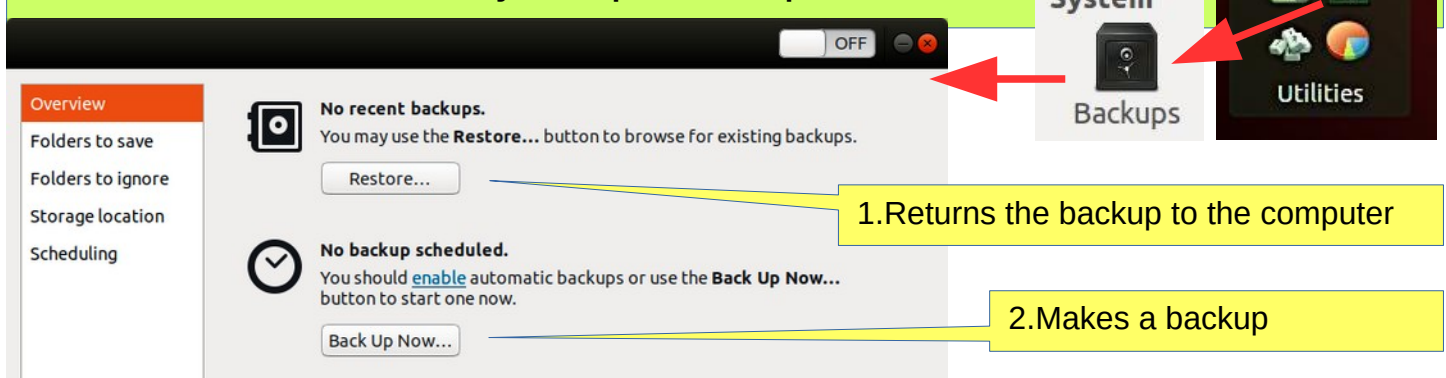 System
OFF
Utilities
Backups
Overview
Folders to save
Folders to ignore
Storage location
Scheduling
No recent backups.
You may use the Restore... button to browse for existing backups.
Restore...
1.Returns the backup to the computer
No backup scheduled.
You should enable automatic backups or use the Back Up Now...
button to start one now.
Back Up Now...
2.Makes a backup